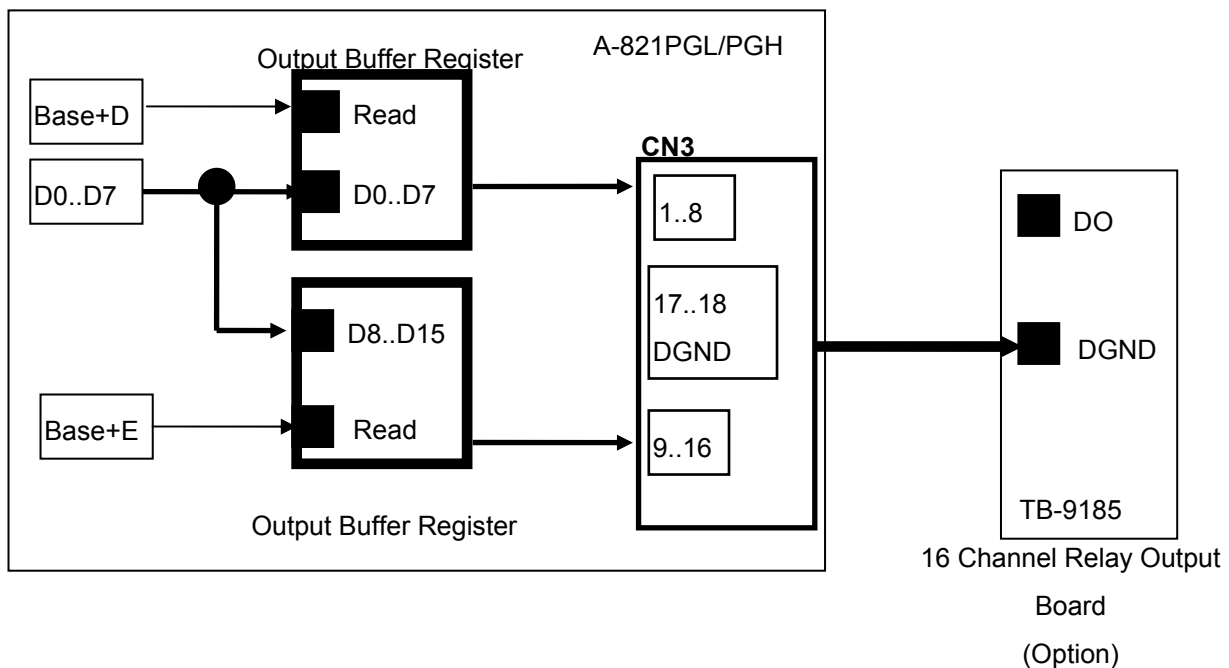 A-821PGL/PGH
Output Buffer Register
Base+D
Read
D0..D7
D0..D7
D8..D15
Base+E
Read
Output Buffer Register
CN3
1..8
17..18
DGND
9..16
DO
DGND
TB-9185
16 Channel Relay Output
Board
(Option)